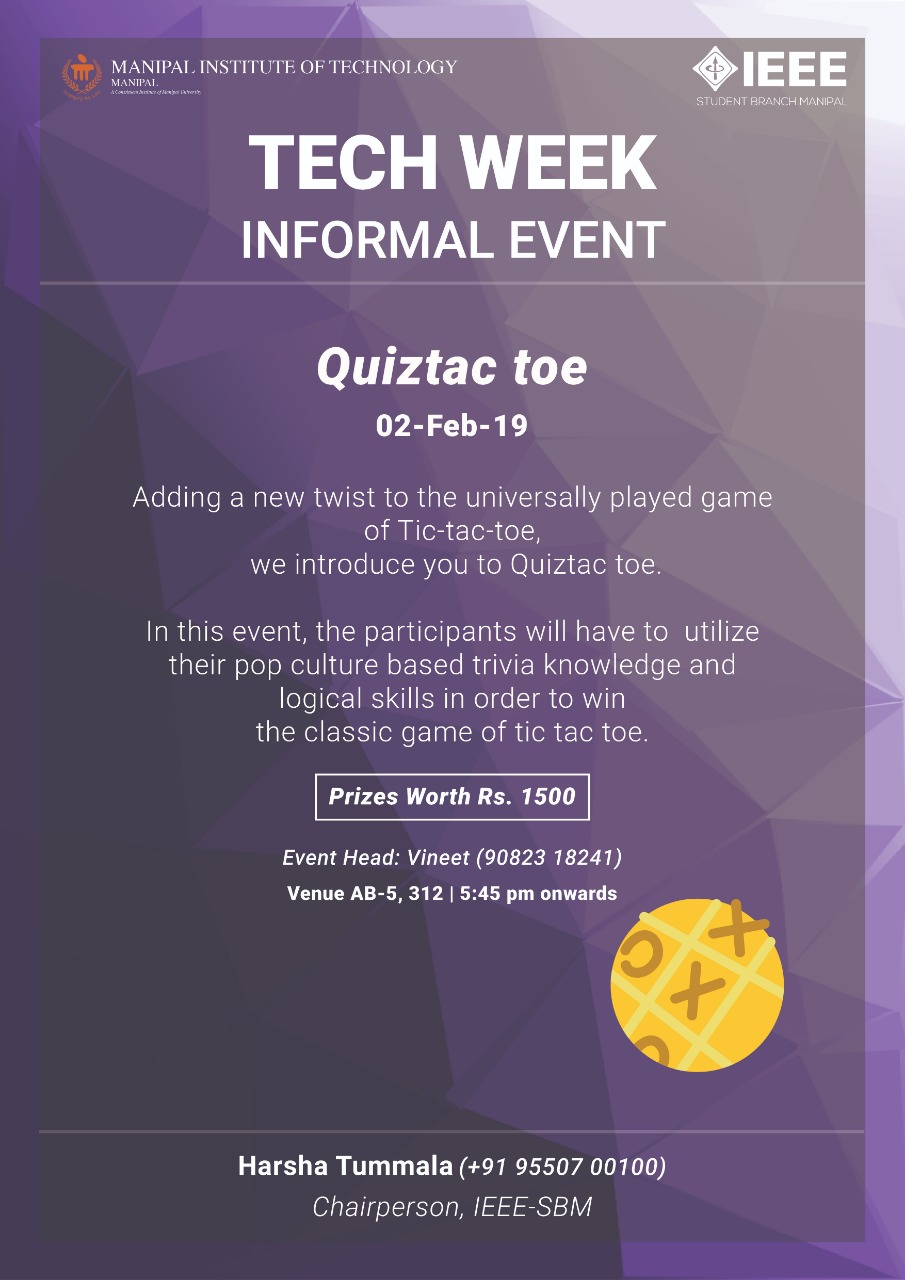 MANIPAL INSTITUTE OF TECHNOLOGY
MANIPAL
A Constituent Institute of Manipal University
IEEE
STUDENT BRANCH MANIPAL
TECH WEEK
INFORMAL EVENT
Quiztac toe
02-Feb-19
Adding a new twist to the universally played game
of Tic-tac-toe,
we introduce you to Quiztac toe.
In this event, the participants will have to  utilize
their pop culture based trivia knowledge and
logical skills in order to win
the classic game of tic tac toe.
Prizes Worth Rs. 1500
Event Head: Vineet (90823 18241)
Venue AB-5, 312 | 5:45 pm onwards
Harsha Tummala (+91 95507 00100)
Chairperson, IEEE-SBM